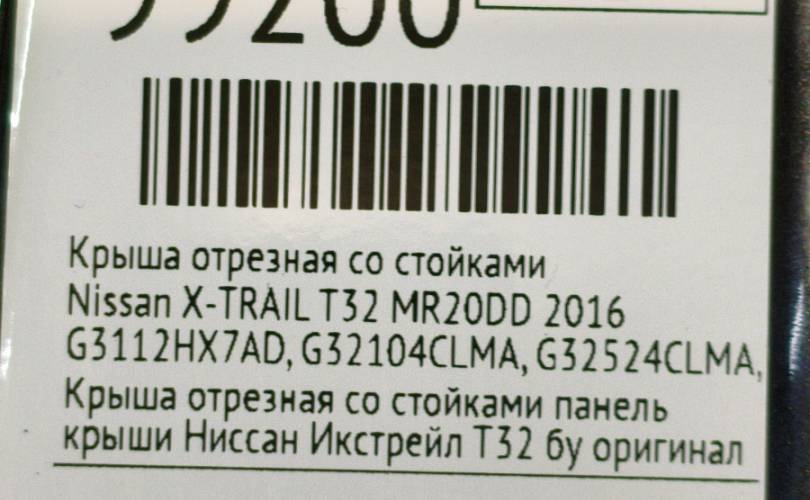 Крыша отрезная со стойками
Nissan X-TRAIL T32 MR20DD 2016
G3112HX7AD, G32104CLMA, G32524CLMA,
Крыша отрезная со стойками панель
крыши Ниссан Икстрейл Т32 бу оригинал